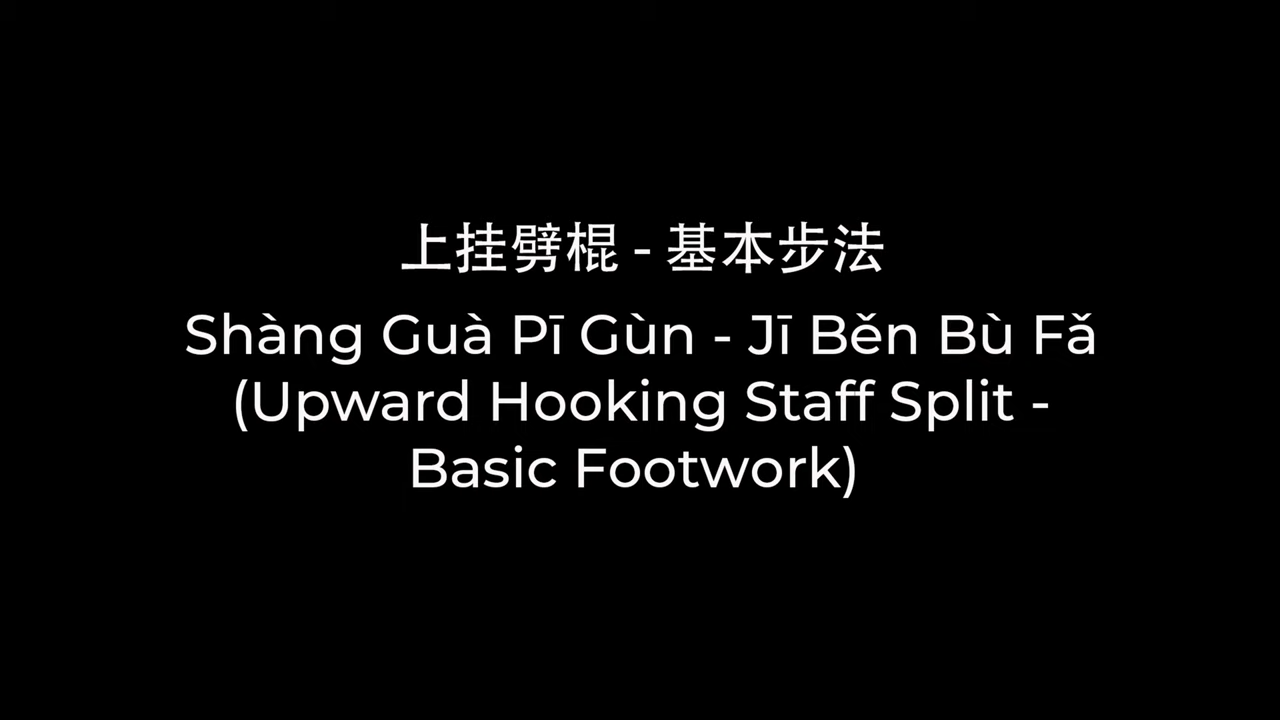 上挂劈棍 - 基本步法
Shàng Guà Pī Gùn - Jī Běn Bù Fǎ
(Upward Hooking Staff Split -
Basic Footwork)